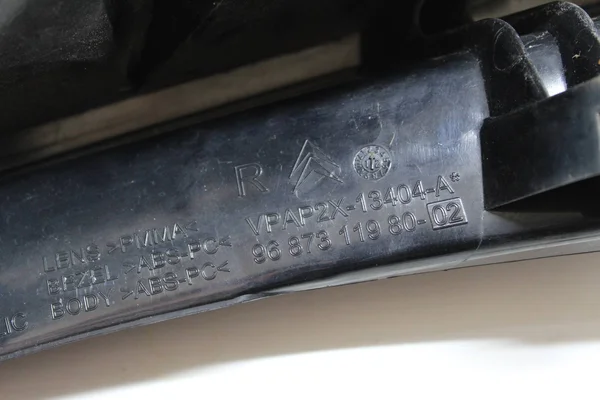 R
VPAP2X-13404-A*
96 873 119 80-02
LENS >PMMA<
BEZEL >ABS-PC<
BODY >ABS-PC<